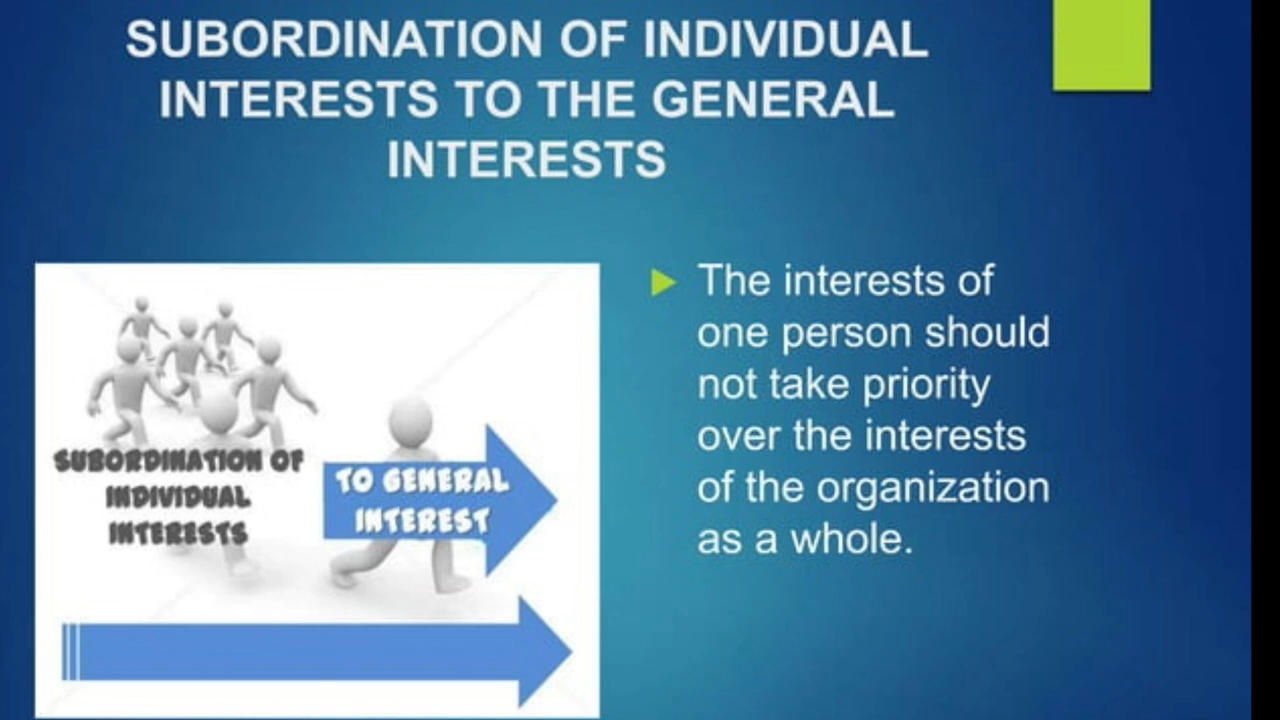 SUBORDINATION OF INDIVIDUAL
INTERESTS TO THE GENERAL
INTERESTS
SUBORDINATION OF
INDIVIDUAL
INTERESTS
TO GENERAL
INTEREST
The interests of
one person should
not take priority
over the interests
of the organization
as a whole.